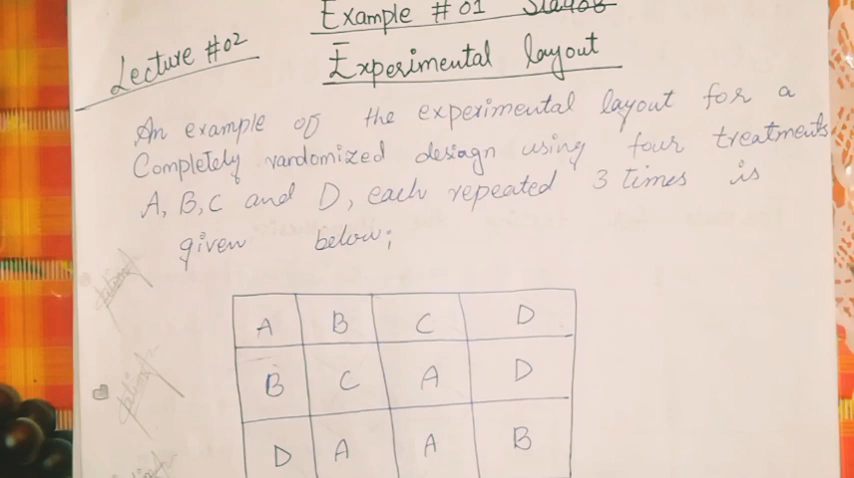 Example #01
Lecture #02
Experimental layout
An example of the experimental layout for a
Completely randomized design using four treatments
A, B, C and D, each repeated 3 times is
given below;
A B C D
B C A D
D A A B